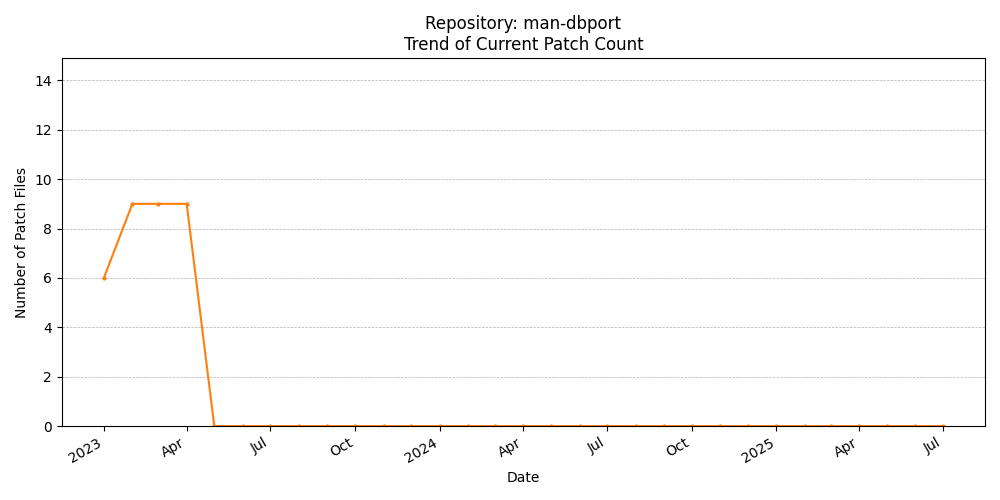 Repository: man-dbport
Trend of Current Patch Count
14
12
10
8
6
4
2
0
Number of Patch Files
2023
Apr
Jul
Oct
2024
Apr
Jul
Oct
2025
Apr
Jul
Date